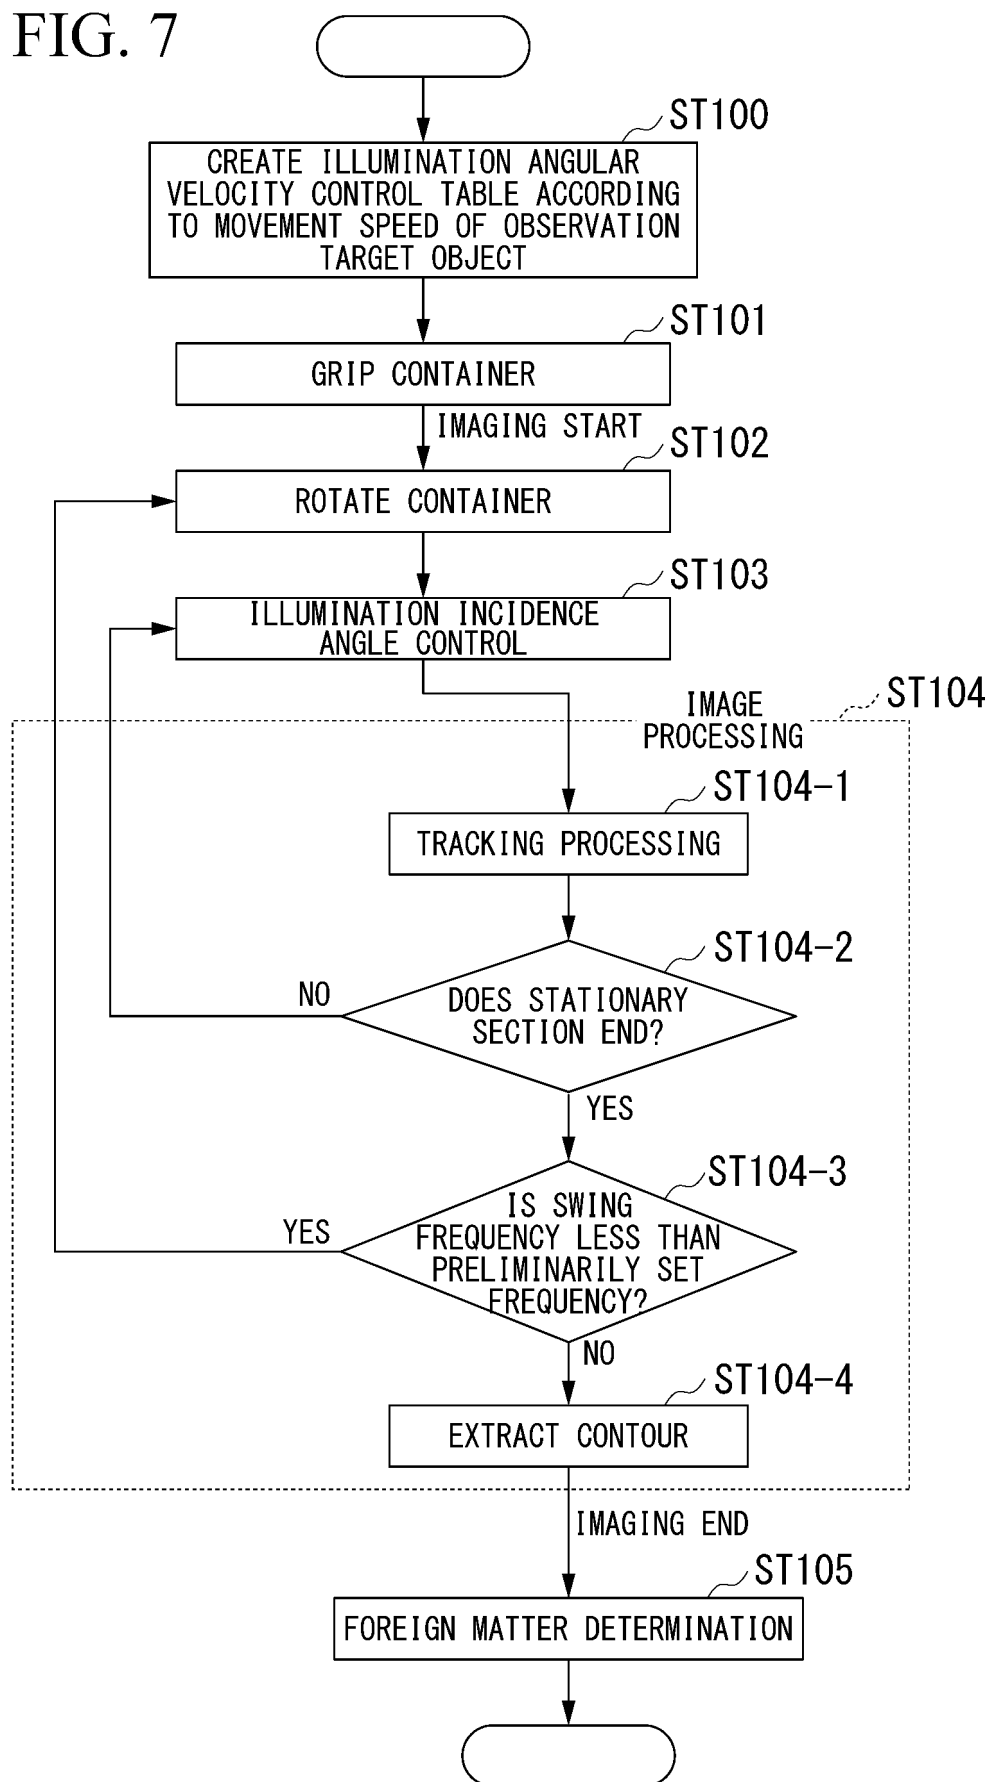 FIG. 7
ST100
CREATE ILLUMINATION ANGULAR
VELOCITY CONTROL TABLE ACCORDING
TO MOVEMENT SPEED OF OBSERVATION
TARGET OBJECT
ST101
GRIP CONTAINER
IMAGING START
ST102
ROTATE CONTAINER
ST103
ILLUMINATION INCIDENCE
ANGLE CONTROL
ST104
IMAGE
PROCESSING
ST104-1
TRACKING PROCESSING
ST104-2
NO
DOES STATIONARY
SECTION END?
YES
ST104-3
YES
IS SWING
FREQUENCY LESS THAN
PRELIMINARILY SET
FREQUENCY?
NO
ST104-4
EXTRACT CONTOUR
IMAGING END
ST105
FOREIGN MATTER DETERMINATION